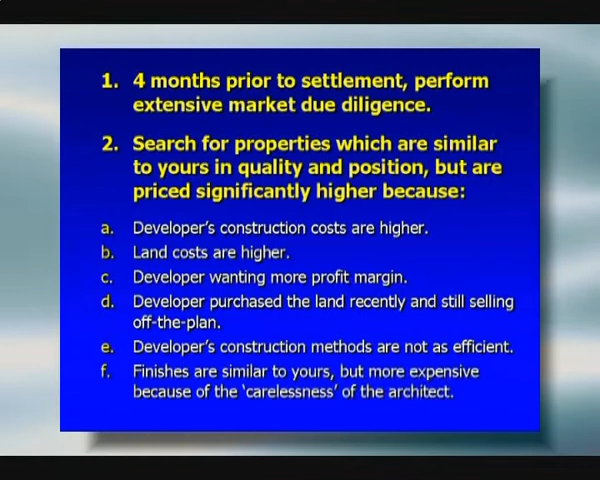 1. 4 months prior to settlement, perform
extensive market due diligence.
2. Search for properties which are similar
to yours in quality and position, but are
priced significantly higher because:
a. Developer's construction costs are higher.
b. Land costs are higher.
c. Developer wanting more profit margin.
d. Developer purchased the land recently and still selling
off-the-plan.
e. Developer's construction methods are not as efficient.
f. Finishes are similar to yours, but more expensive
because of the 'carelessness' of the architect.